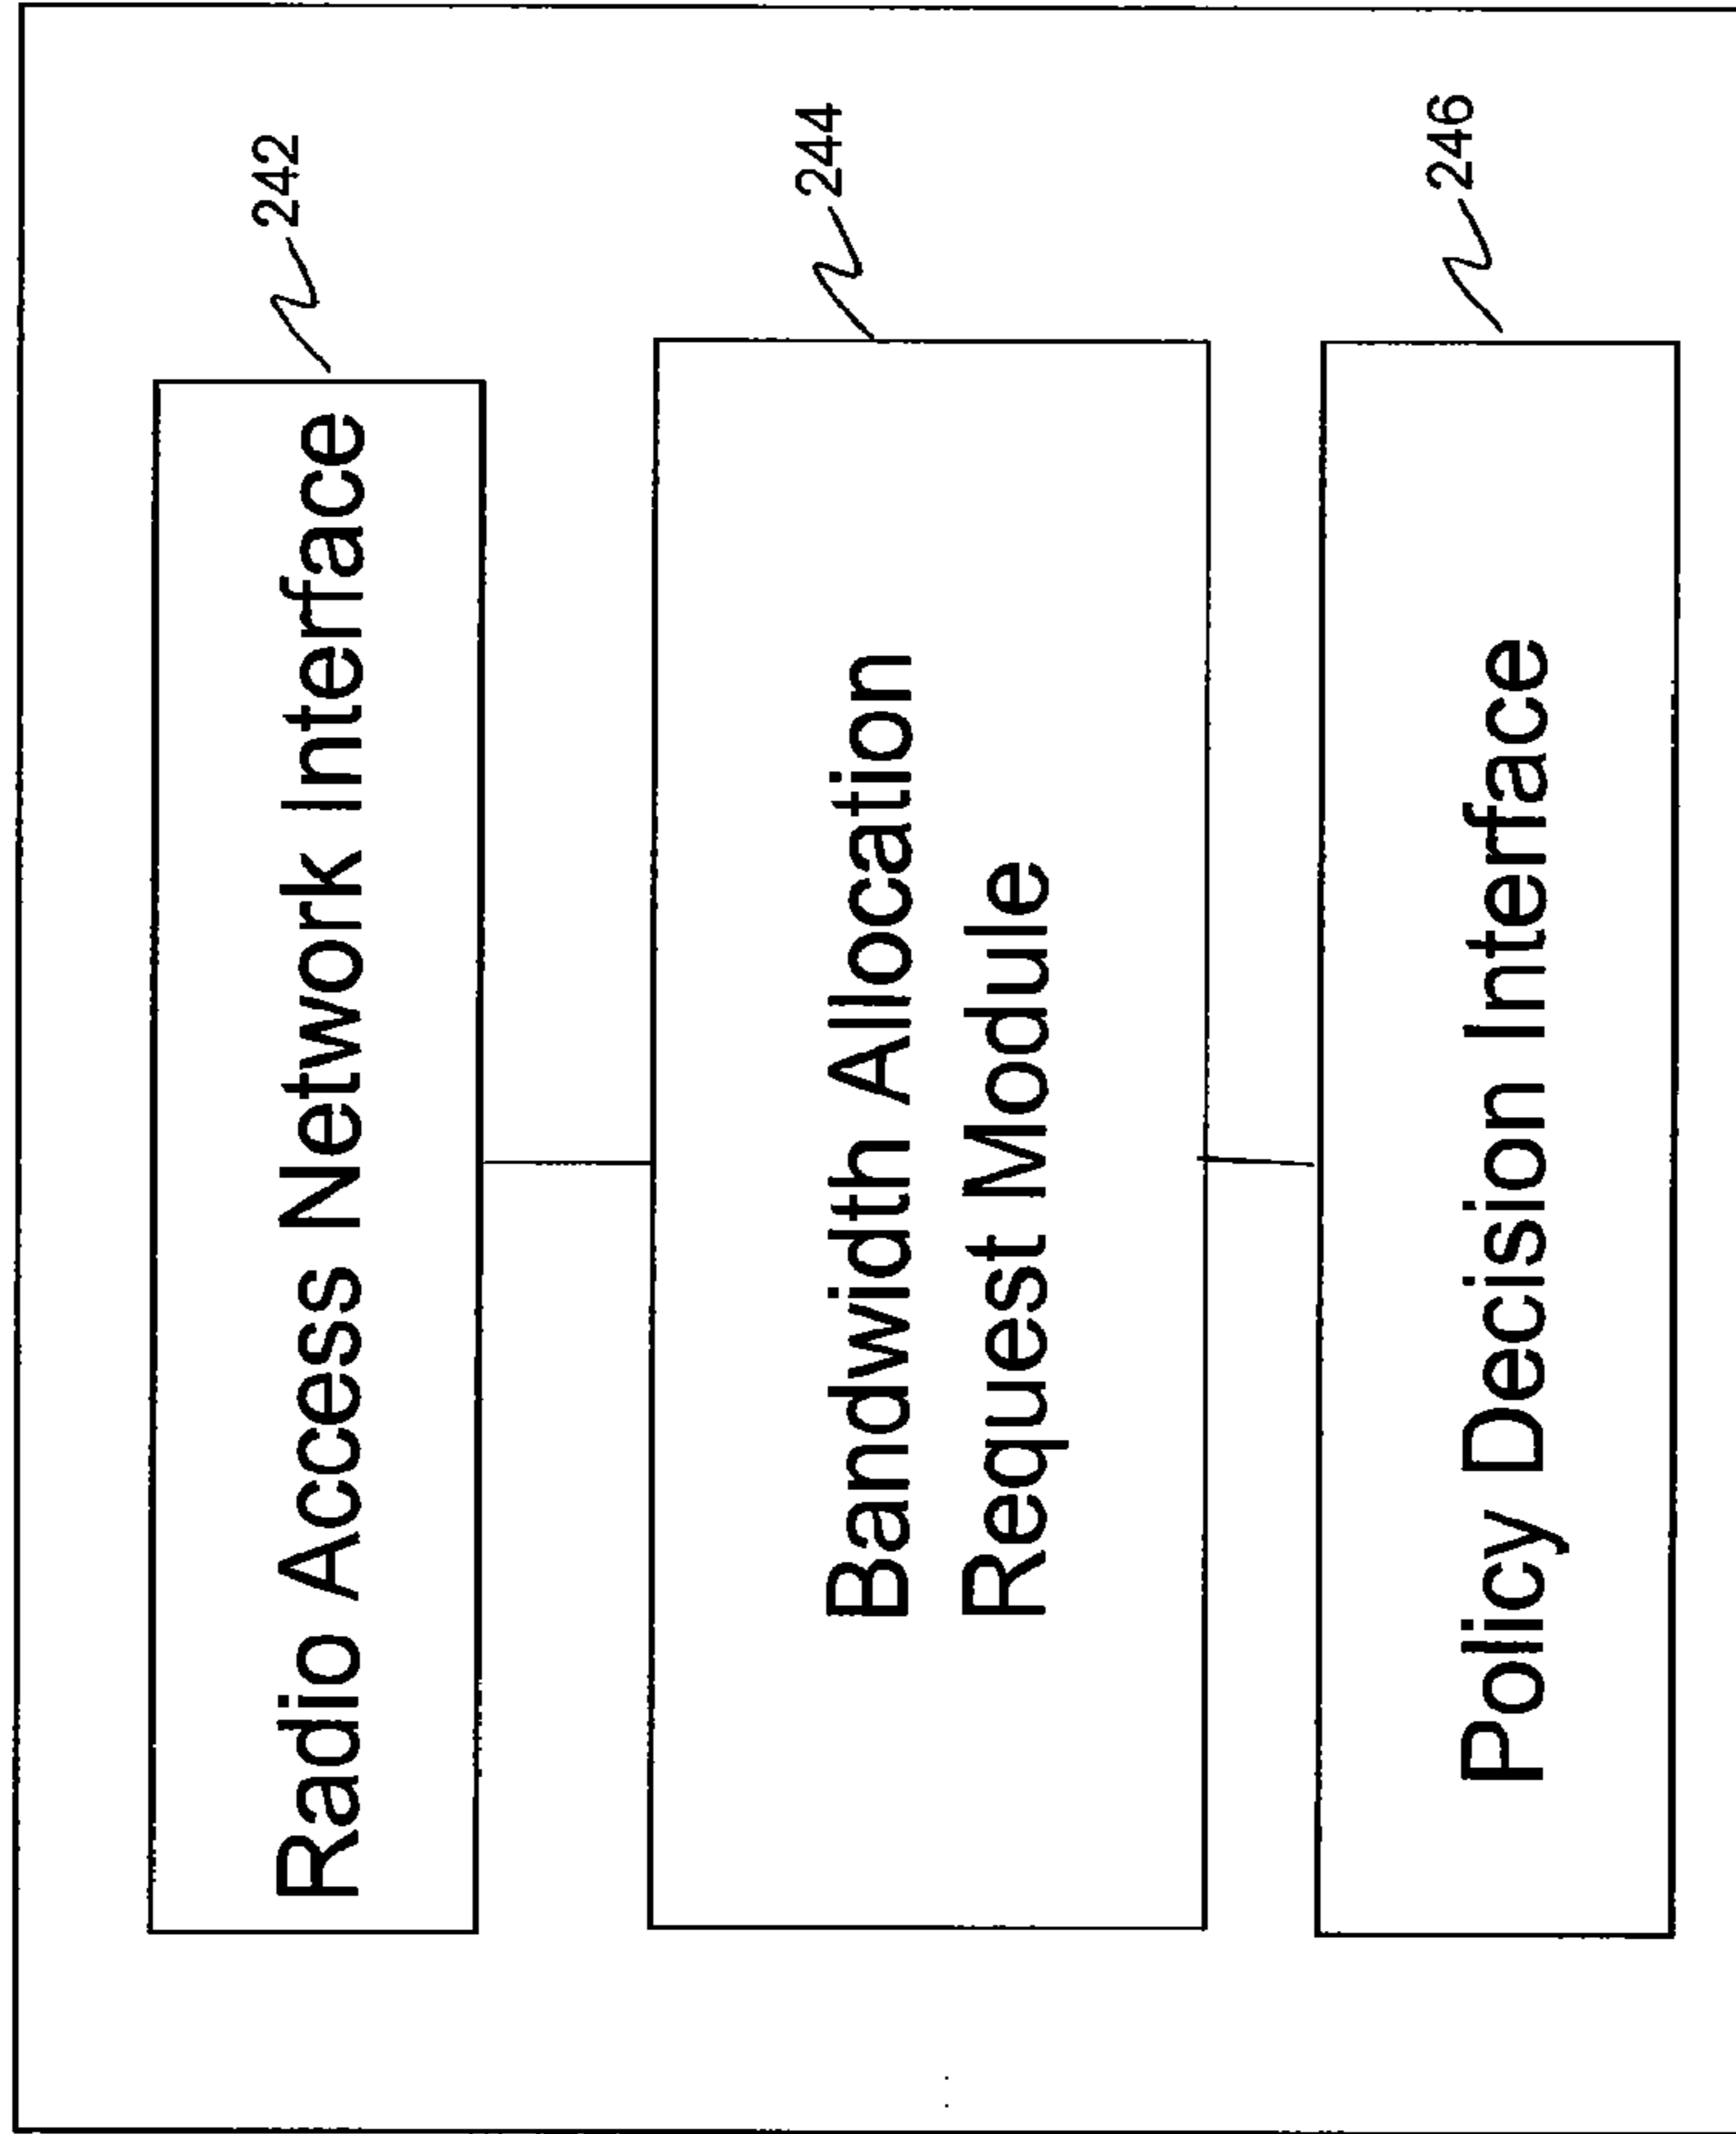 Radio Access Network Interface
242
Bandwidth Allocation
Request Module
244
Policy Decision Interface
246